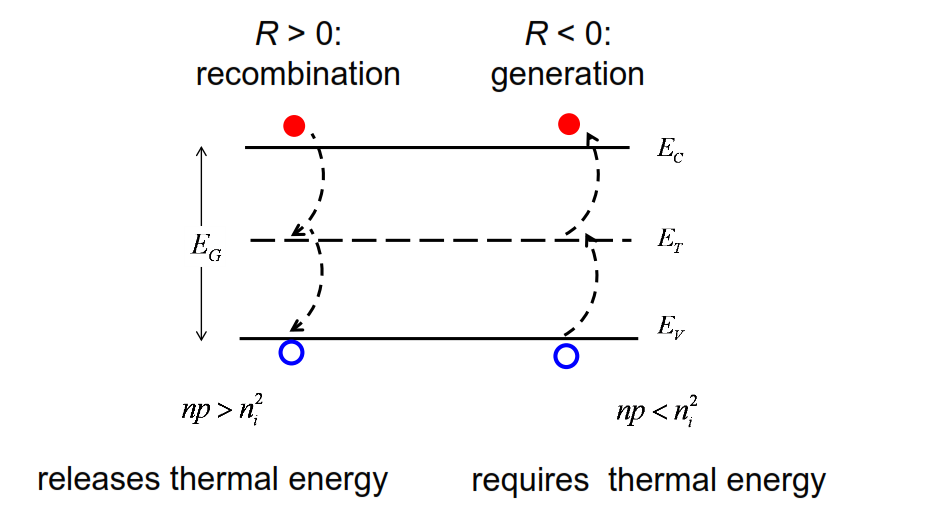 R > 0:
recombination
R < 0:
generation
E_C
E_T
E_G
E_V
np > n_i^2
np < n_i^2
releases thermal energy
requires thermal energy